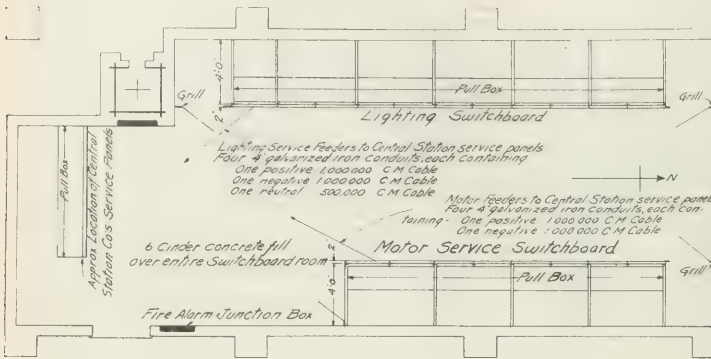 4'-0"
Pull Box
Grill
Grill
2'
Lighting Switchboard
Lighting Service Feeders to Central Station service panels
Four 4" galvanized iron conduits, each containing
One positive 1,000,000 C M Cable
One negative 1,000,000 C M Cable
One neutral 500,000 C M Cable
Pull Box
Approx Location of Central
Station Co's Service Panels
N
Motor Feeders to Central Station service panels
Four 4" galvanized iron Conduits, each con-
taining - One positive 1,000,000 C M Cable
One negative 1,000,000 C M Cable
6 Cinder concrete fill
over entire Switchboard room
2'
Motor Service Switchboard
Grill
Pull Box
4'-0"
Fire Alarm Junction Box